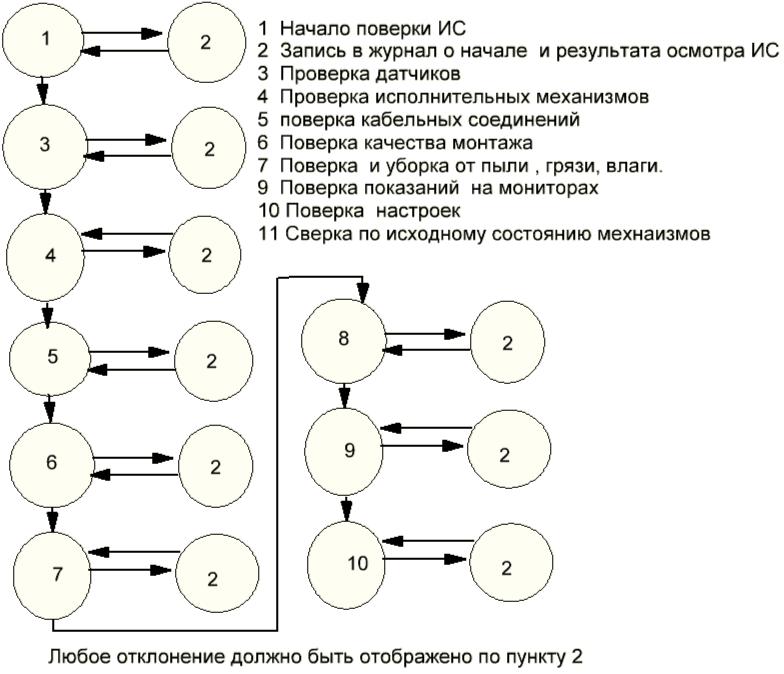 1 Начало поверки ИС
2 Запись в журнал о начале и результата осмотра ИС
3 Проверка датчиков
4 Проверка исполнительных механизмов
5 поверка кабельных соединений
6 Поверка качества монтажа
7 Поверка и уборка от пыли , грязи, влаги.
9 Поверка показаний на мониторах
10 Поверка настроек
11 Сверка по исходному состоянию мехнаизмов
1 2
3 2
4 2
5 2
6 2
7 2
8 2
9 2
10 2
Любое отклонение должно быть отображено по пункту 2